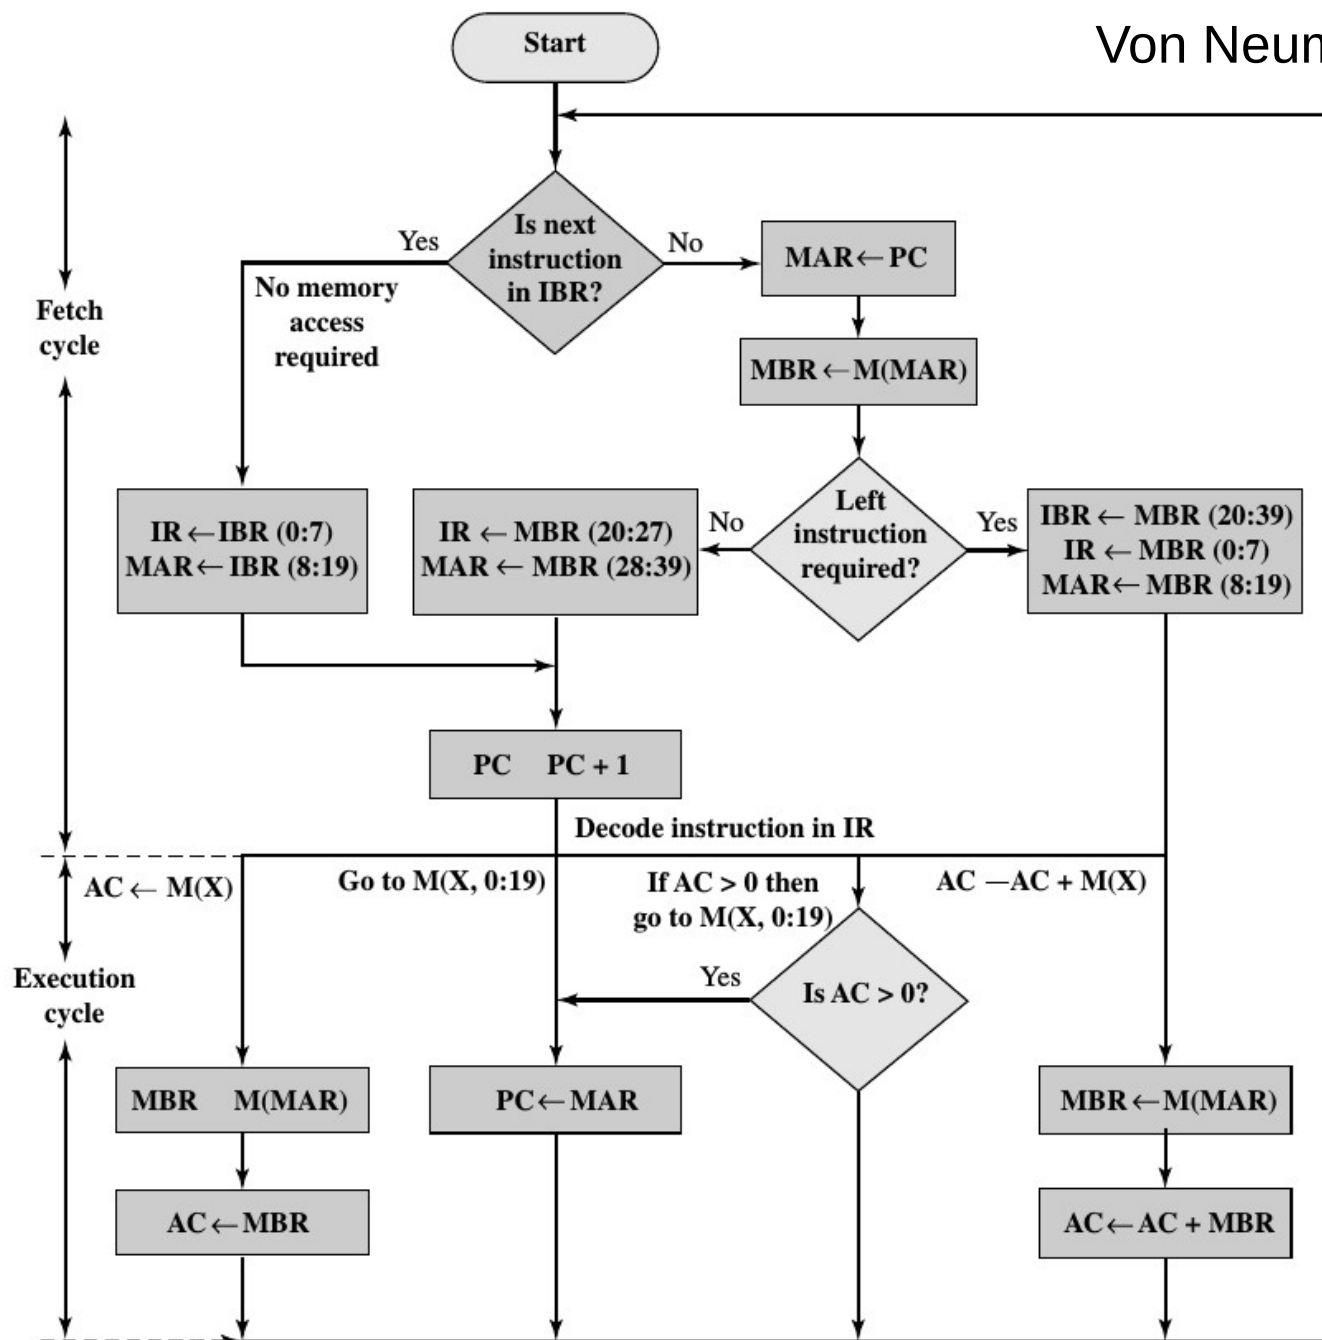 Start
Von Neum
Is next
instruction
in IBR?
Yes
No
MAR ← PC
No memory
access
required
Fetch
cycle
MBR ← M(MAR)
Left
instruction
required?
No
Yes
IR ← IBR (0:7)
MAR ← IBR (8:19)
IR ← MBR (20:27)
MAR ← MBR (28:39)
IBR ← MBR (20:39)
IR ← MBR (0:7)
MAR ← MBR (8:19)
PC PC + 1
Decode instruction in IR
AC ← M(X)
Go to M(X, 0:19)
If AC > 0 then
go to M(X, 0:19)
AC — AC + M(X)
Execution
cycle
Yes
Is AC > 0?
MBR M(MAR)
PC ← MAR
MBR ← M(MAR)
AC ← MBR
AC ← AC + MBR